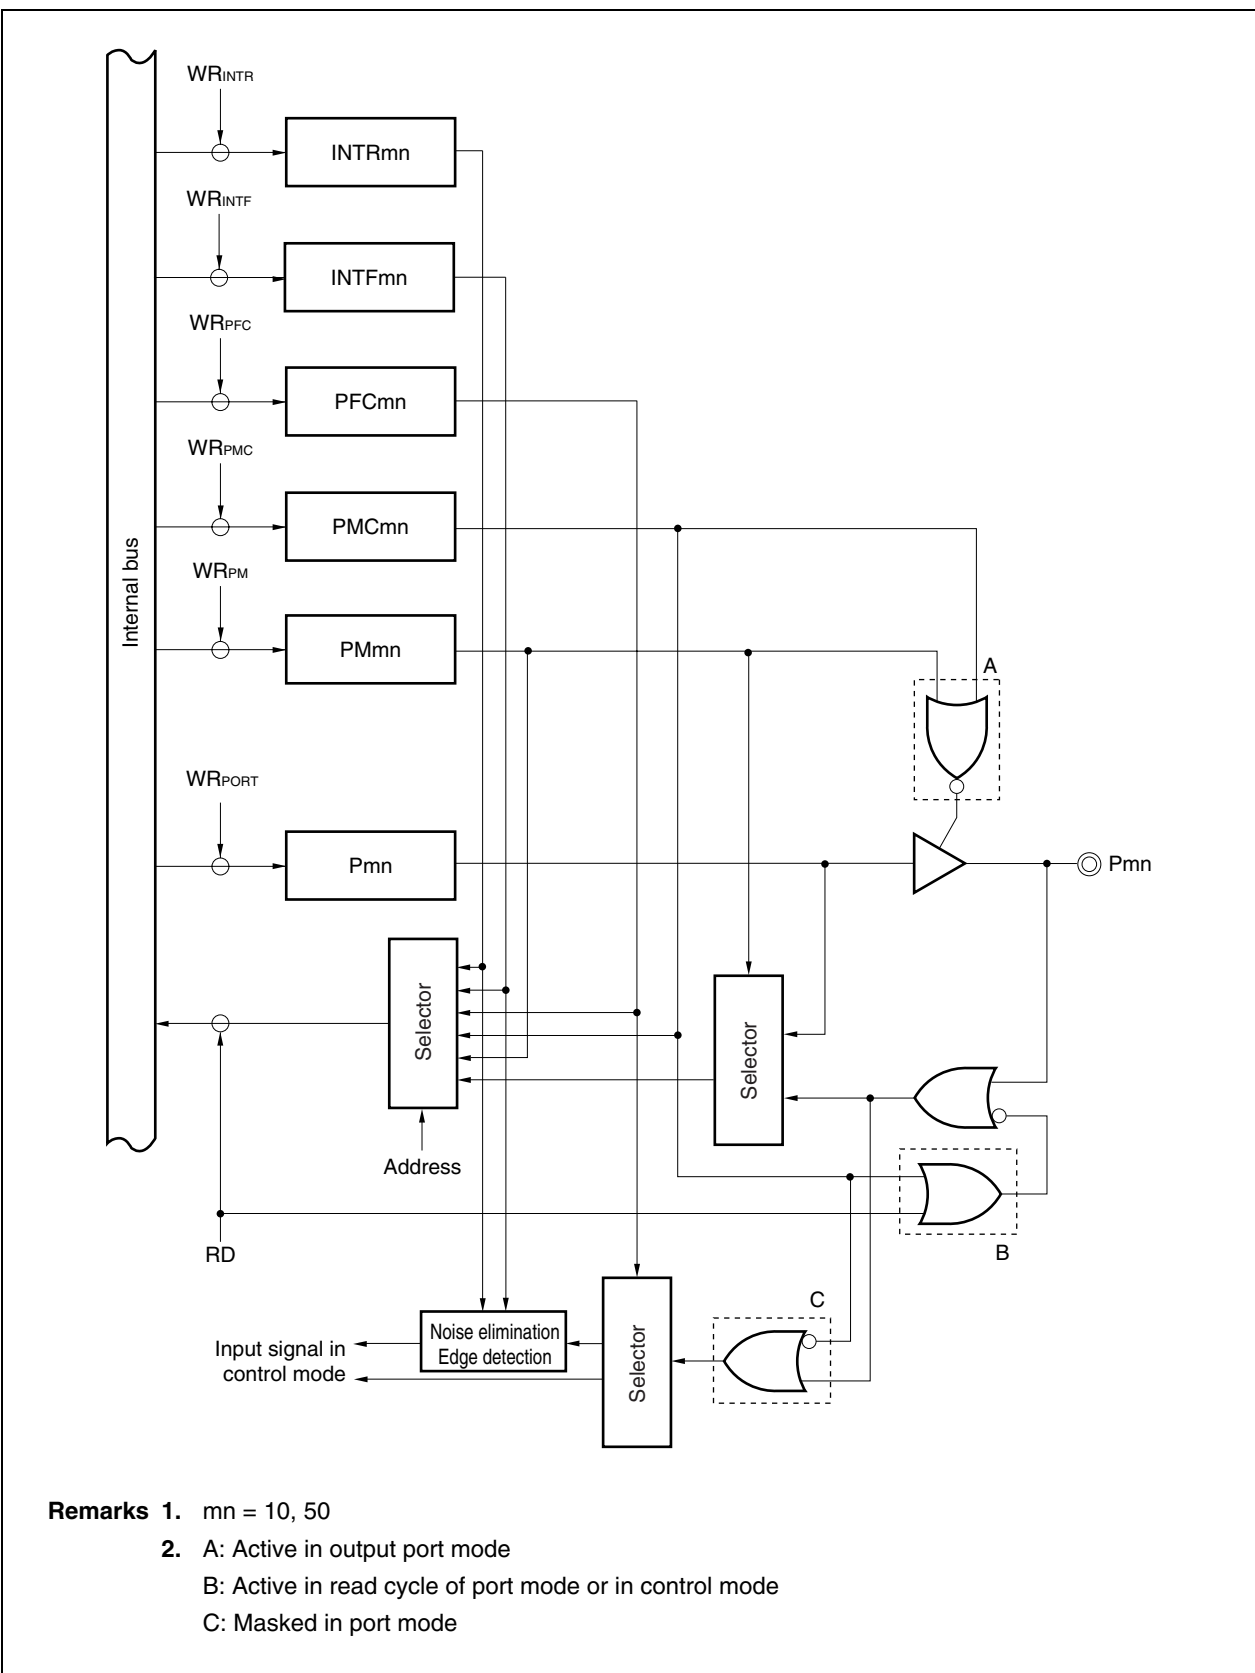 WRINTR
INTRmn
WRINTF
INTFmn
WRPFC
PFCmn
WRPMC
PMCmn
Internal bus
WRPM
PMmn
A
WRPORT
Pmn
Pmn
Selector
Selector
Address
RD
B
C
Noise elimination
Edge detection
Selector
Input signal in
control mode
Remarks 1. mn = 10, 50
2. A: Active in output port mode
B: Active in read cycle of port mode or in control mode
C: Masked in port mode